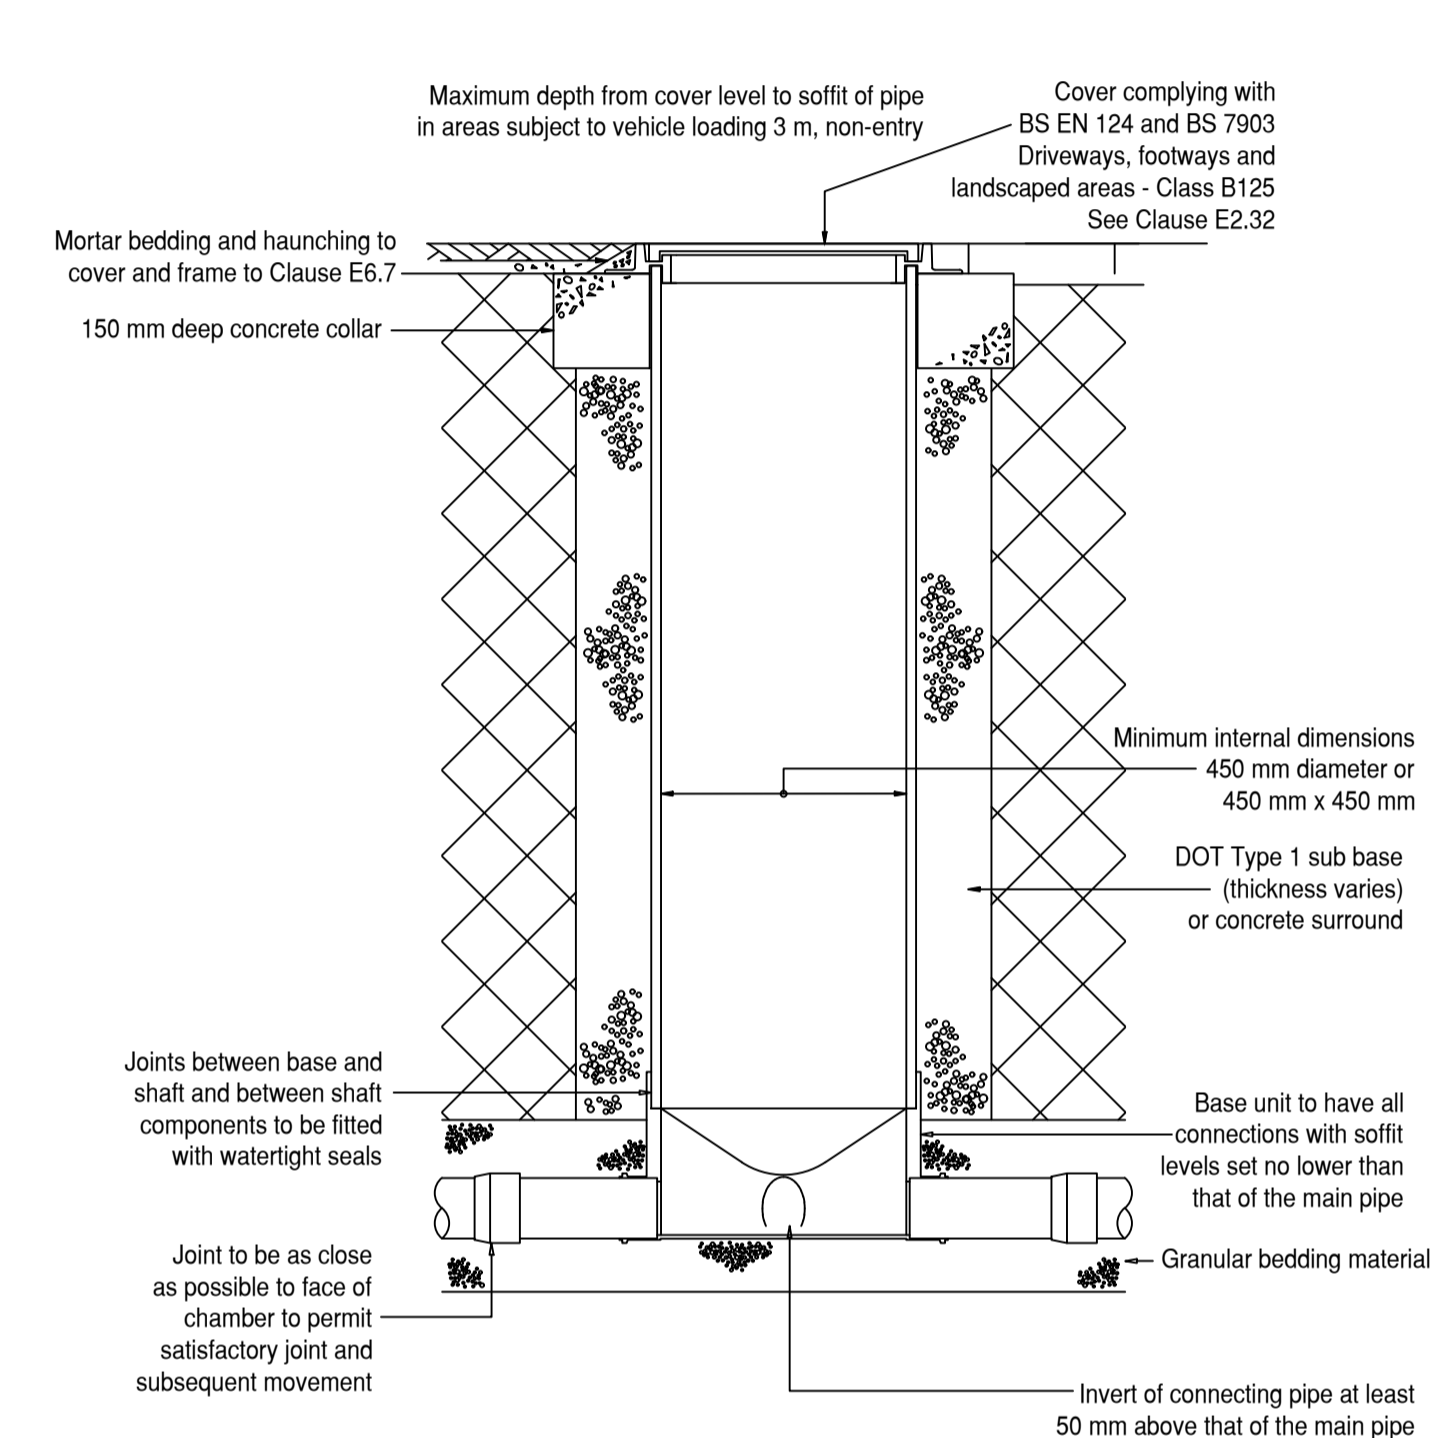 Maximum depth from cover level to soffit of pipe
in areas subject to vehicle loading 3 m, non-entry
Cover complying with
BS EN 124 and BS 7903
Driveways, footways and
landscaped areas - Class B125
See Clause E2.32
Mortar bedding and haunching to
cover and frame to Clause E6.7
150 mm deep concrete collar
Minimum internal dimensions
450 mm diameter or
450 mm x 450 mm
DOT Type 1 sub base
(thickness varies)
or concrete surround
Joints between base and
shaft and between shaft
components to be fitted
with watertight seals
Base unit to have all
connections with soffit
levels set no lower than
that of the main pipe
Joint to be as close
as possible to face of
chamber to permit
satisfactory joint and
subsequent movement
Granular bedding material
Invert of connecting pipe at least
50 mm above that of the main pipe